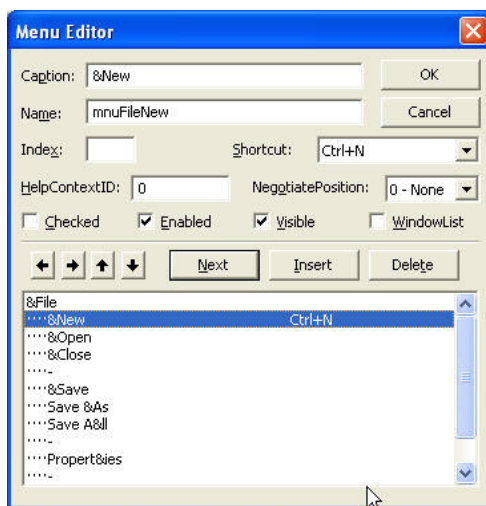 Menu Editor
Caption: &New OK
Name: mnuFileNew Cancel
Index: Shortcut: Ctrl+N
HelpContextID: 0 NegotiatePosition: 0 - None
Checked Enabled Visible WindowList
Next Insert Delete
&File
····&New Ctrl+N
····&Open
····&Close
····-
····&Save
····Save &As
····Save A&ll
····-
····Propert&ies
····-